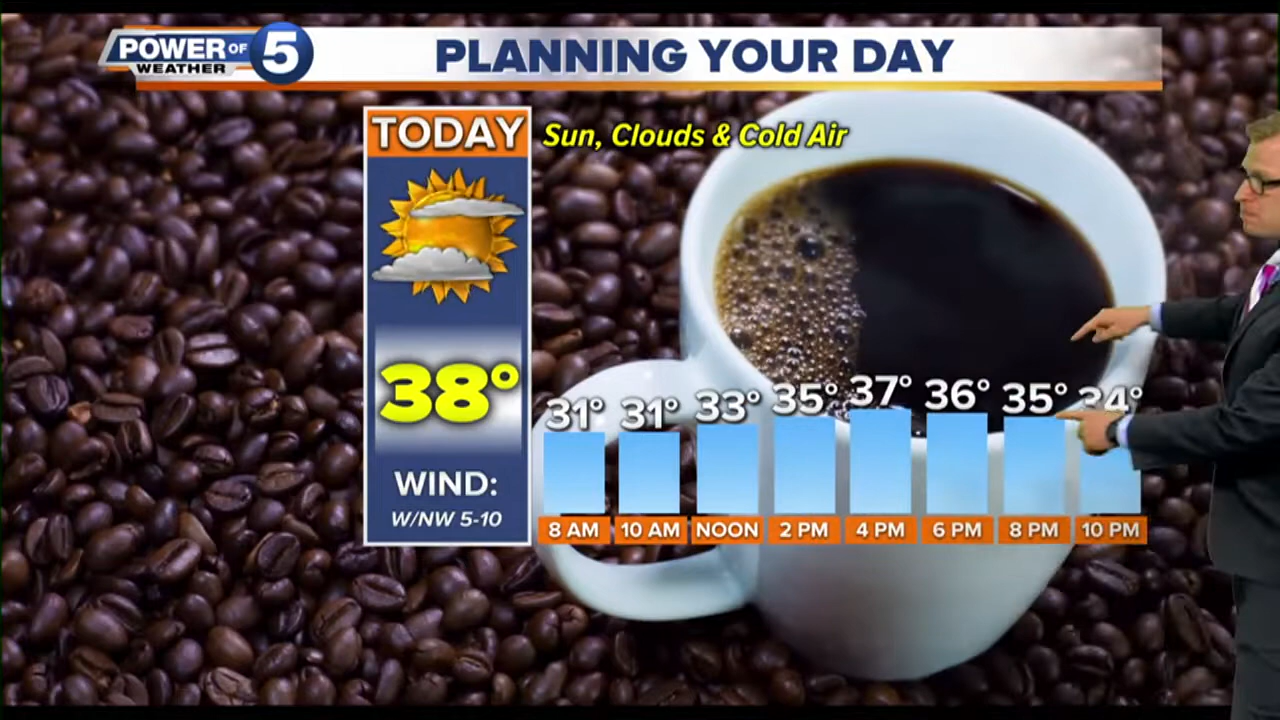 POWER OF 5
WEATHER
PLANNING YOUR DAY
TODAY
Sun, Clouds & Cold Air
38°
WIND:
W/NW 5-10
31° 31° 33° 35° 37° 36° 35°
8 AM 10 AM NOON 2 PM 4 PM 6 PM 8 PM 10 PM